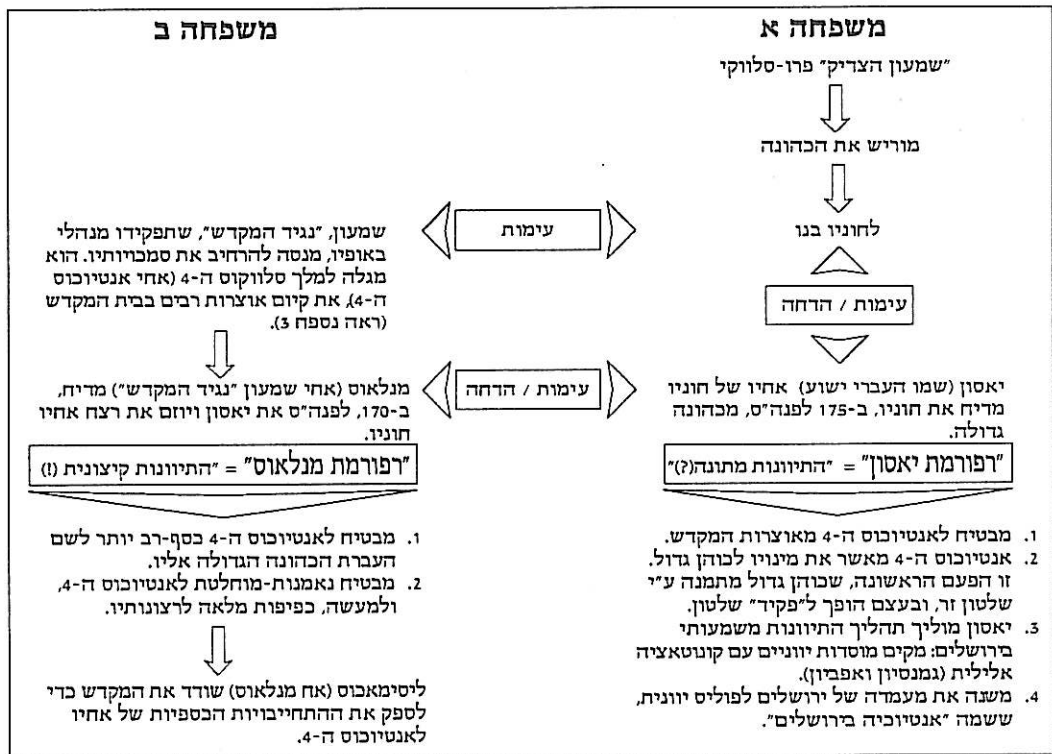 משפחה א
"שמעון הצדיק" פרו-סלווקי
מוריש את הכהונה
לחוניו בנו
עימות / הדחה
יאסון (שמו העברי ישוע) אחיו של חוניו
מדיח את חוניו, ב-175 לפנה"ס, מכהונה
גדולה.
"רפורמת יאסון" = "התיוונות מתונה(?)"
1. מבטיח לאנטיוכוס ה-4 מאוצרות המקדש.
2. אנטיוכוס ה-4 מאשר את מינויו לכוהן גדול.
זו הפעם הראשונה, שכוהן גדול מתמנה ע"י
שלטון זר, ובעצם הופך ל"פקיד" שלטון.
3. יאסון מוליך תהליך התיוונות משמעותי
בירושלים: מקים מוסדות יווניים עם קונוטאציה
אלילית (גמנסיון ואפביון).
4. משנה את מעמדה של ירושלים לפוליס יוונית,
ששמה "אנטיוכיה בירושלים".
עימות
עימות / הדחה
משפחה ב
שמעון, "נגיד המקדש", שתפקידו מנהלי
באופיו, מנסה להרחיב את סמכויותיו. הוא
מגלה למלך סלווקוס ה-4 (אחי אנטיוכוס
ה-4), את קיום אוצרות רבים בבית המקדש
(ראה נספח 3).
מנלאוס (אחי שמעון "נגיד המקדש") מדיח,
ב-170, לפנה"ס את יאסון ויוזם את רצח אחיו
חוניו.
"רפורמת מנלאוס" = "התיוונות קיצונית (!)
1. מבטיח לאנטיוכוס ה-4 כסף-רב יותר לשם
העברת הכהונה הגדולה אליו.
2. מבטיח נאמנות-מוחלטת לאנטיוכוס ה-4,
ולמעשה, כפיפות מלאה לרצונותיו.
ליסימאכוס (אח מנלאוס) שודד את המקדש כדי
לספק את ההתחייבויות הכספיות של אחיו
לאנטיוכוס ה-4.